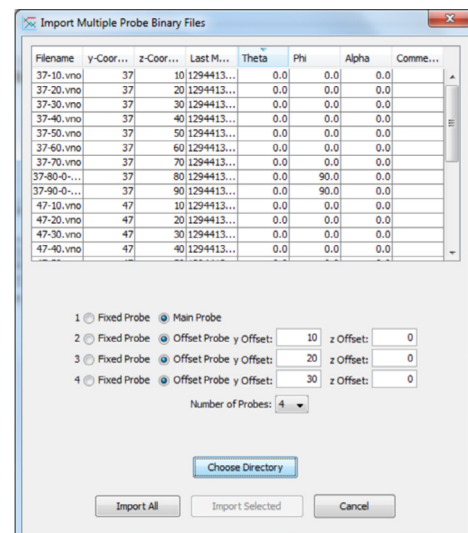 Import Multiple Probe Binary Files
Filename y-Coor... z-Coor... Last M... Theta Phi Alpha Comme...
37-10.vno 37 10 1294413... 0.0 0.0 0.0
37-20.vno 37 20 1294413... 0.0 0.0 0.0
37-30.vno 37 30 1294413... 0.0 0.0 0.0
37-40.vno 37 40 1294413... 0.0 0.0 0.0
37-50.vno 37 50 1294413... 0.0 0.0 0.0
37-60.vno 37 60 1294413... 0.0 0.0 0.0
37-70.vno 37 70 1294413... 0.0 0.0 0.0
37-80-0-... 37 80 1294413... 0.0 90.0 0.0
37-90-0-... 37 90 1294413... 0.0 90.0 0.0
47-10.vno 47 10 1294413... 0.0 0.0 0.0
47-20.vno 47 20 1294413... 0.0 0.0 0.0
47-30.vno 47 30 1294413... 0.0 0.0 0.0
47-40.vno 47 40 1294413... 0.0 0.0 0.0
1 Fixed Probe Main Probe
2 Fixed Probe Offset Probe y Offset: 10 z Offset: 0
3 Fixed Probe Offset Probe y Offset: 20 z Offset: 0
4 Fixed Probe Offset Probe y Offset: 30 z Offset: 0
Number of Probes: 4
Choose Directory
Import All Import Selected Cancel